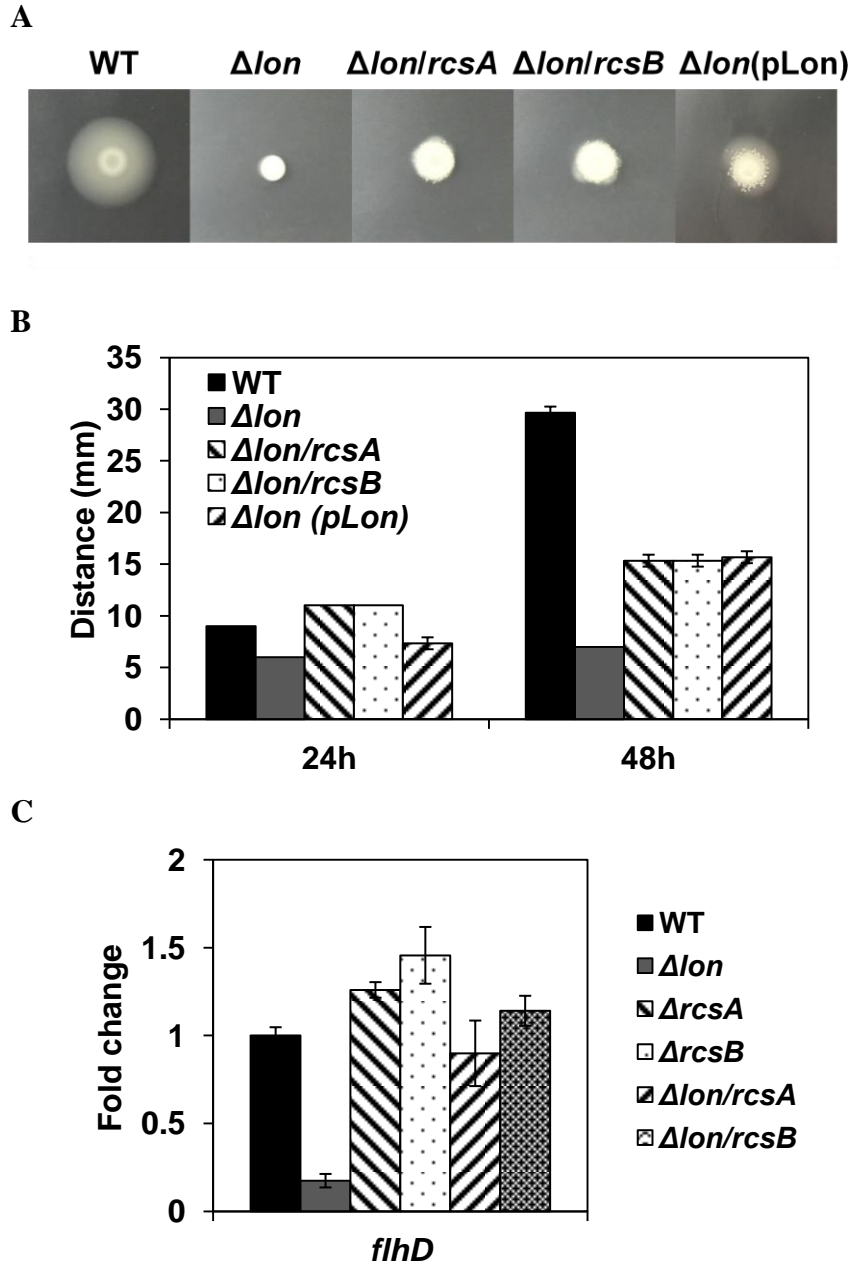 A
WT Δlon Δlon/rcsA Δlon/rcsB Δlon(pLon)
B
35
30
25
20
15
10
5
0
Distance (mm)
WT
Δlon
Δlon/rcsA
Δlon/rcsB
Δlon (pLon)
24h 48h
C
2
1.5
1
0.5
0
Fold change
flhD
WT
Δlon
ΔrcsA
ΔrcsB
Δlon/rcsA
Δlon/rcsB